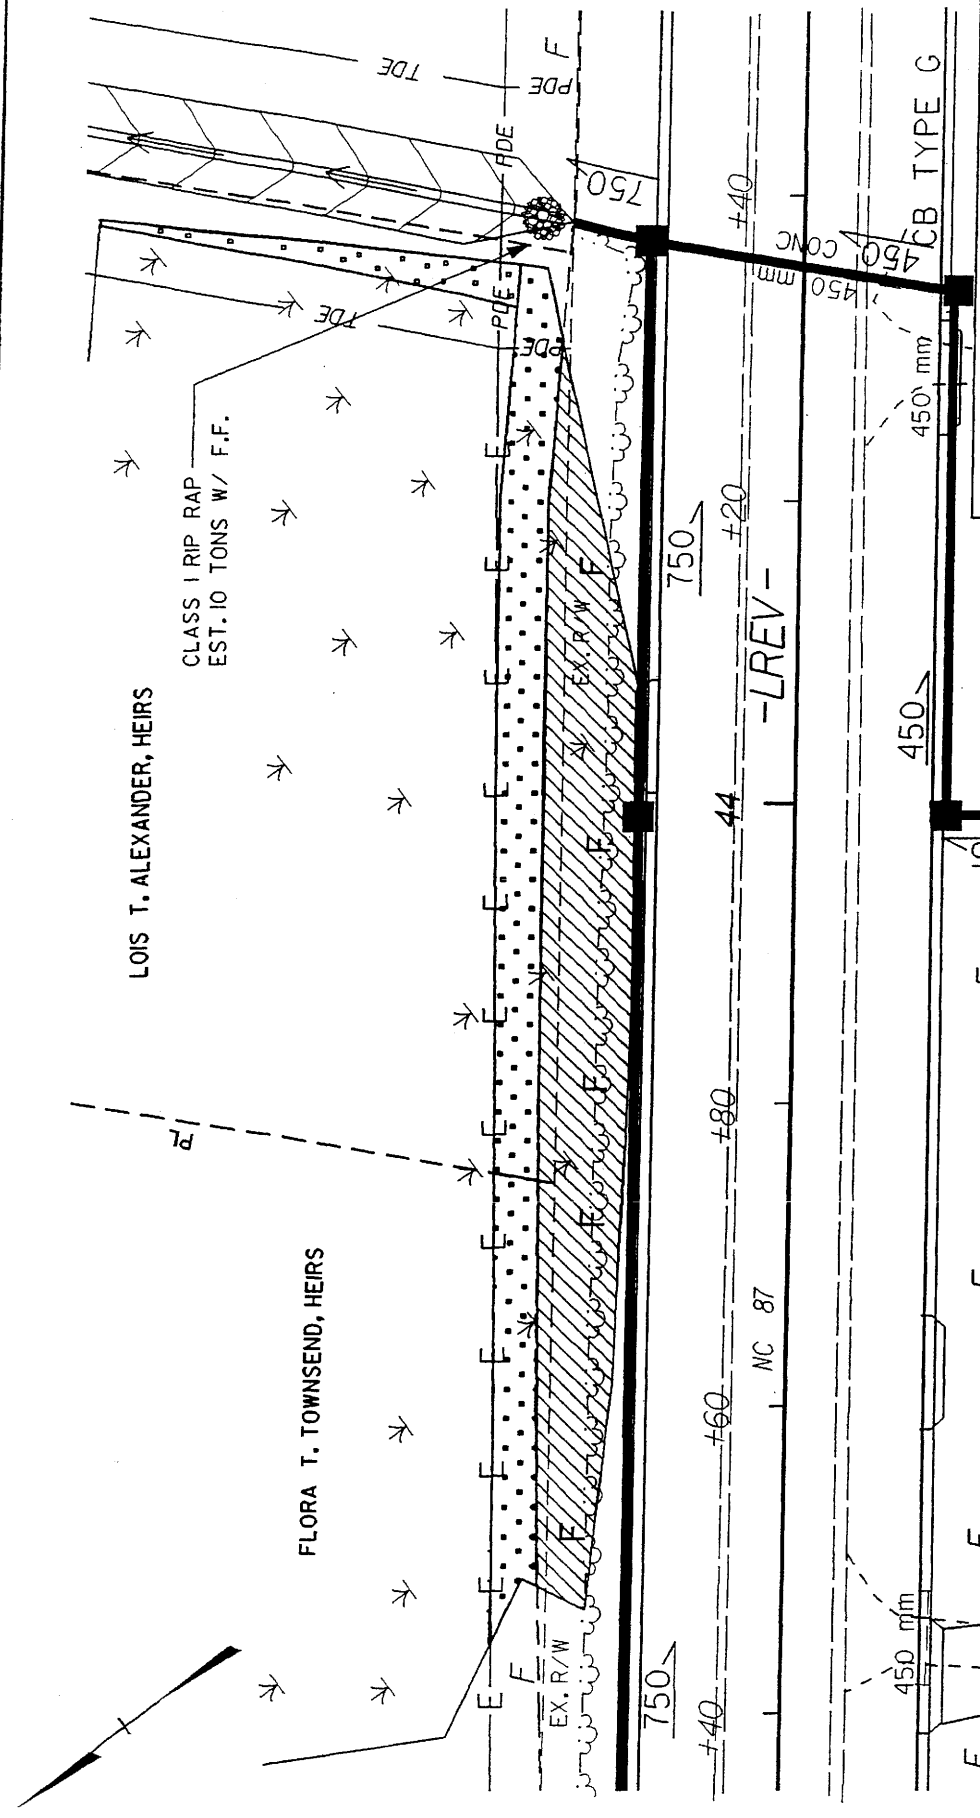 TDE
F
PDE
PDE
750
+40
CB TYPE G
CONC
450
450 mm
TDE
PDE
PDE
450 mm
CLASS I RIP RAP
EST. 10 TONS W/ F.F.
E
E
+20
750
F
EX. R/W
E
-LREV-
LOIS T. ALEXANDER, HEIRS
450
E
44
F
E
E
F
+80
E
PL
F
E
FLORA T. TOWNSEND, HEIRS
NC 87
E
+60
E
F
E
450 mm
EX. R/W
F
E
750
+40
F
F
E